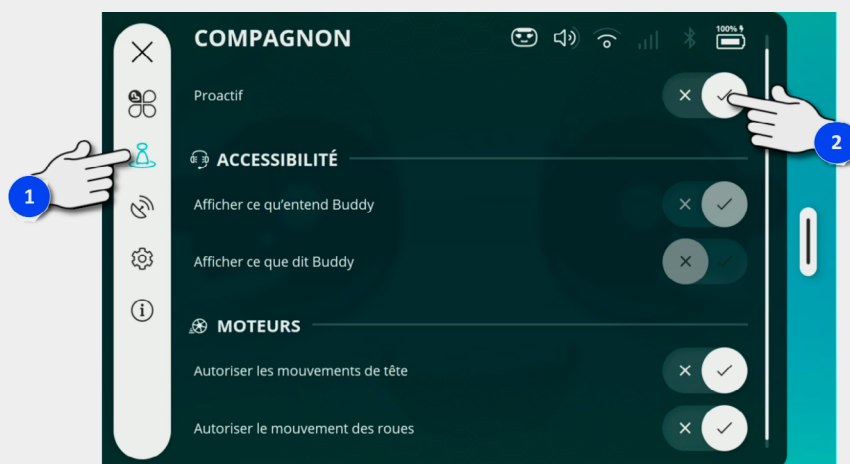 COMPAGNON
100%
Proactif
ACCESSIBILITÉ
Afficher ce qu'entend Buddy
Afficher ce que dit Buddy
MOTEURS
Autoriser les mouvements de tête
Autoriser le mouvement des roues
1
2